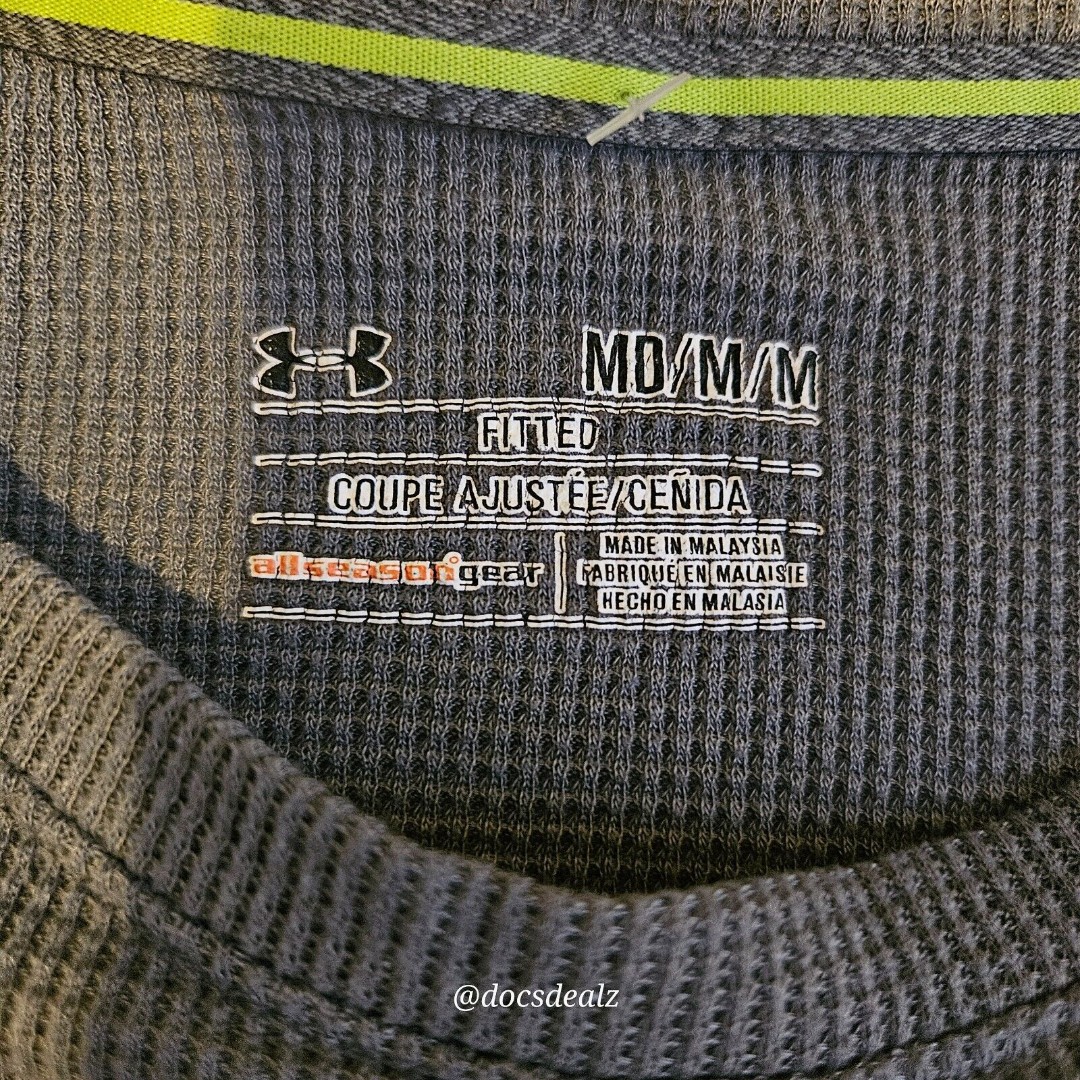 MD/M/M
FITTED
COUPE AJUSTÉE/CEÑIDA
allseasongear
MADE IN MALAYSIA
FABRIQUÉ EN MALAISIE
HECHO EN MALASIA
@docsdealz